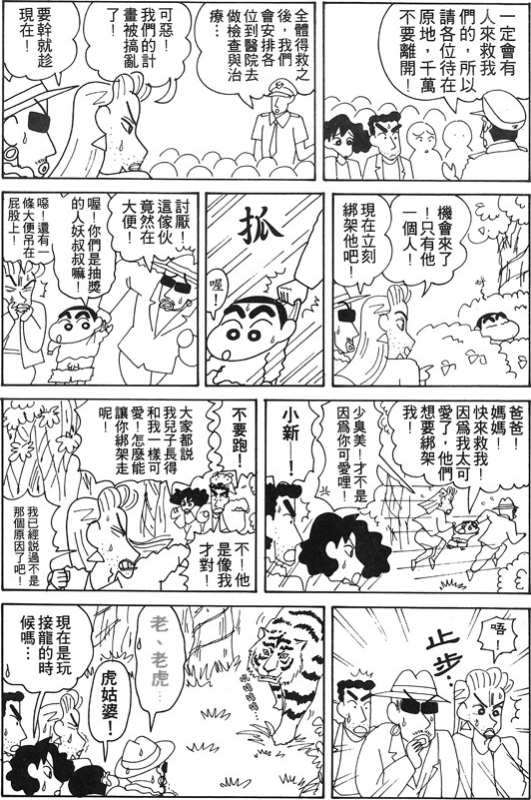 一定會有
人來救我
們的，所以
請各位待在
原地，千萬
不要離開！
全體得救之
後，我們
會安排各
位到醫院去
做檢查與治
療…
可惡！
我們的計
畫被搞亂
了！
要幹就趁
現在！
機會來了
！只有他
一個人！
現在立刻
綁架他吧！
抓
喔！
討厭！
這傢伙
竟然在
大便！
喔！你們是抽獎
的人妖叔叔嘛！
噁！還有一
條大便吊在
屁股上！
爸爸！
媽媽！
快來救我！
因為我太可
愛了，他們
想要綁架
我！
少臭美！才不是
因為你可愛哩！
小新——！
不要跑！
大家都說
我兒子長得
和我一樣可
愛！怎麼能
讓你綁架走
呢！
不！他
是像我
才對！
我已經說過不是
那個原因了吧！
唔！
止步…
吼吼…
老、老虎…
虎姑婆！
現在是玩
接龍的時
候嗎…